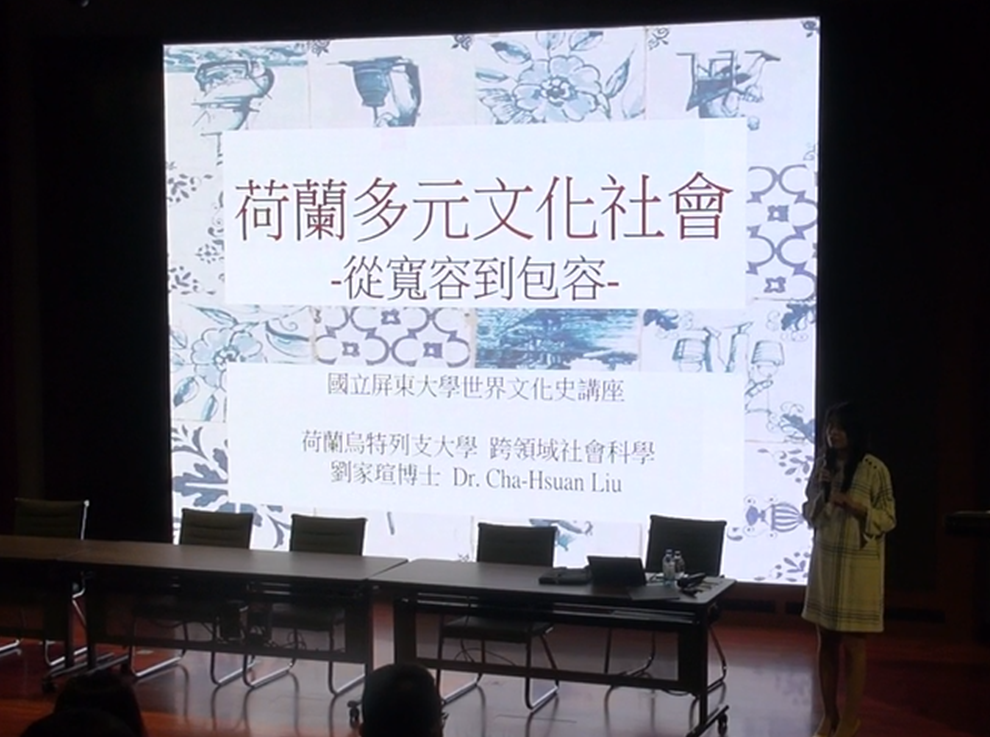 荷蘭多元文化社會
-從寬容到包容-
國立屏東大學世界文化史講座
荷蘭烏特列支大學 跨領域社會科學
劉家瑄博士 Dr. Cha-Hsuan Liu